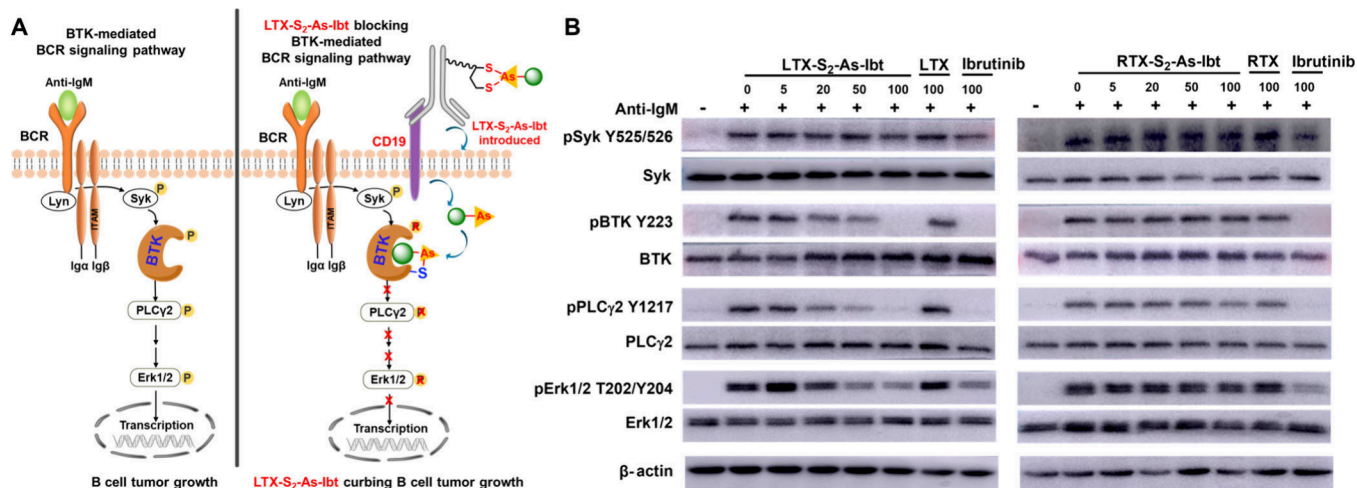 A
BTK-mediated
BCR signaling pathway
Anti-IgM
BCR
Lyn
Syk
P
ITAM
Igα Igβ
BTK
P
PLCγ2
P
Erk1/2
P
Transcription
B cell tumor growth
LTX-S2-As-Ibt blocking
BTK-mediated
BCR signaling pathway
Anti-IgM
BCR
CD19
S
S
As
LTX-S2-As-Ibt
introduced
Lyn
Syk
P
ITAM
Igα Igβ
As
BTK
P
As
S
X
PLCγ2
P
X
X
Erk1/2
P
X
Transcription
LTX-S2-As-Ibt curbing B cell tumor growth
B
LTX-S2-As-Ibt LTX Ibrutinib
0 5 20 50 100 100 100
Anti-IgM - + + + + + + +
RTX-S2-As-Ibt RTX Ibrutinib
0 5 20 50 100 100 100
- + + + + + + +
pSyk Y525/526
Syk
pBTK Y223
BTK
pPLCγ2 Y1217
PLCγ2
pErk1/2 T202/Y204
Erk1/2
β-actin